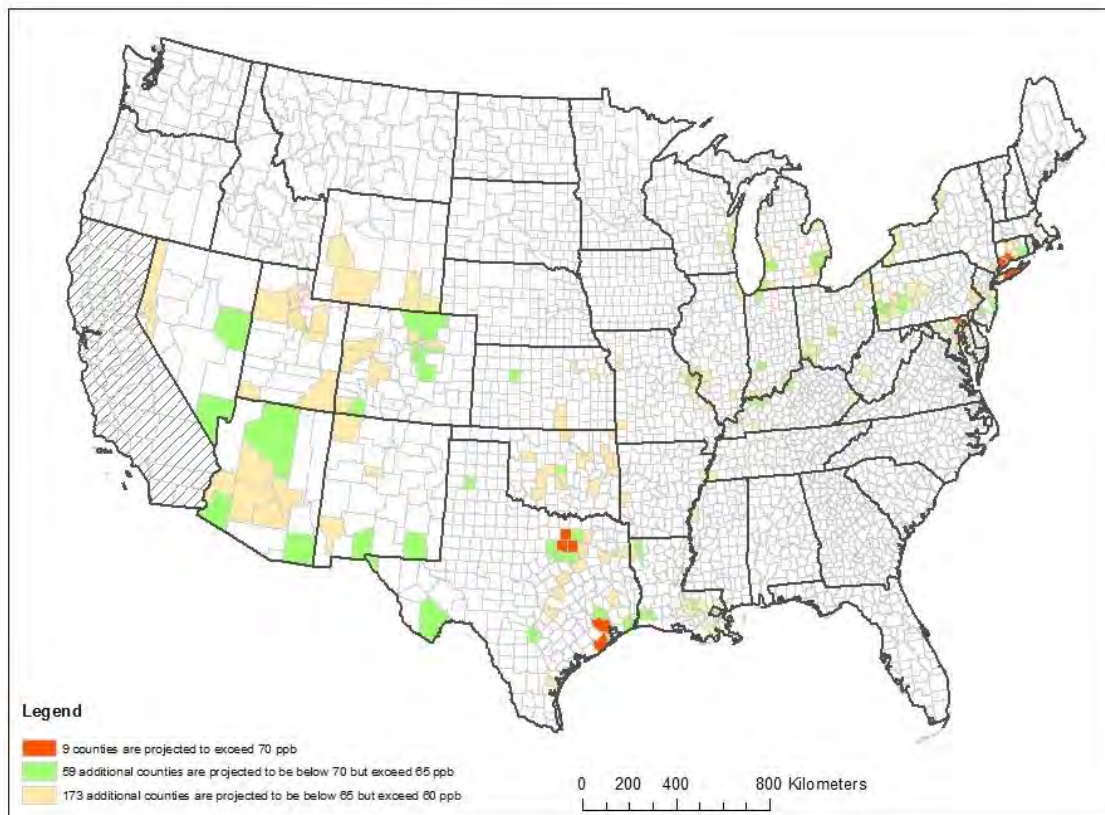 Legend
9 counties are projected to exceed 70 ppb
59 additional counties are projected to be below 70 but exceed 65 ppb
173 additional counties are projected to be below 65 but exceed 60 ppb
0 200 400 800 Kilometers